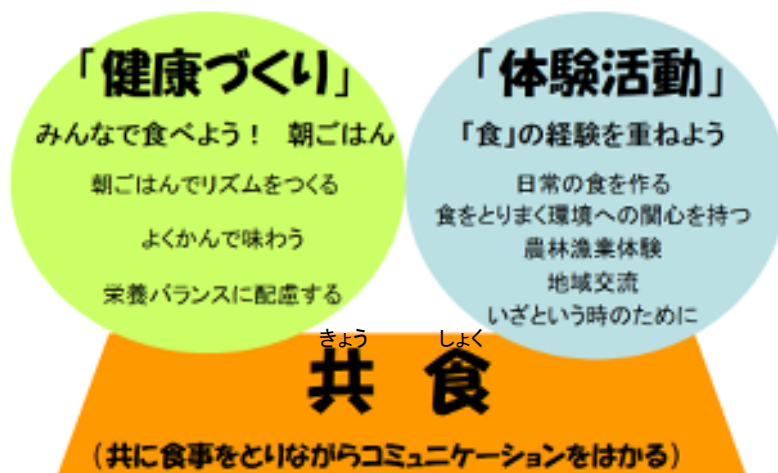 「健康づくり」
みんなで食べよう！ 朝ごはん
朝ごはんでリズムをつくる
よくかんで味わう
栄養バランスに配慮する
「体験活動」
「食」の経験を重ねよう
日常の食を作る
食をとりまく環境への関心を持つ
農林漁業体験
地域交流
いざという時のために
きょう しょく
共 食
（共に食事をとりながらコミュニケーションをはかる）